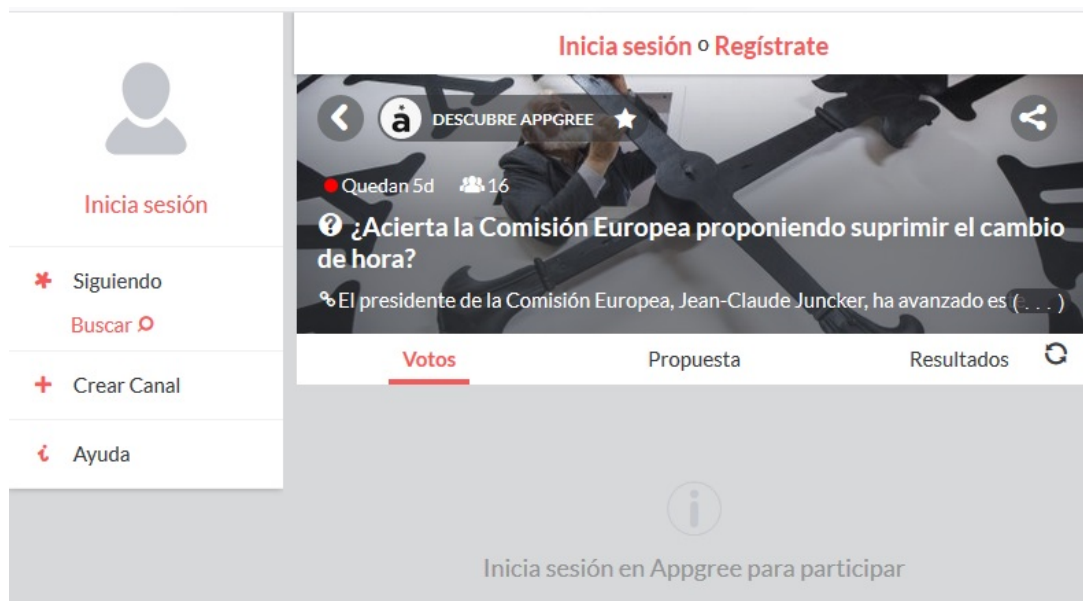 Inicia sesión o Regístrate
DESCUBRE APPGREE
Quedan 5d 16
¿Acierta la Comisión Europea proponiendo suprimir el cambio
de hora?
El presidente de la Comisión Europea, Jean-Claude Juncker, ha avanzado es (. . . )
Votos Propuesta Resultados
Inicia sesión en Appgree para participar
Inicia sesión
Siguiendo
Buscar
Crear Canal
Ayuda